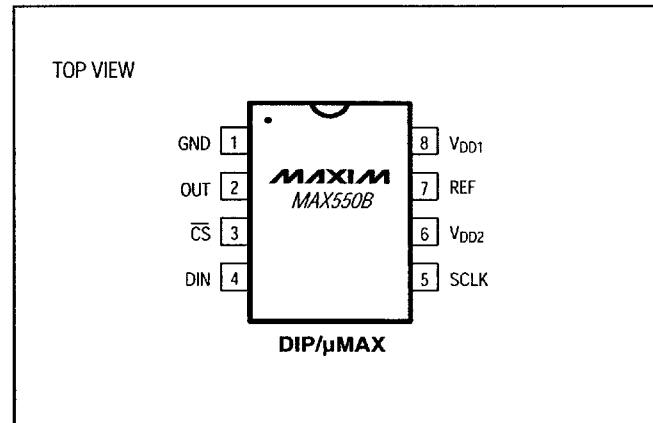 TOP VIEW
GND 1 8 VDD1
MAXIM
OUT 2 7 REF
MAX550B
CS 3 6 VDD2
DIN 4 5 SCLK
DIP/µMAX